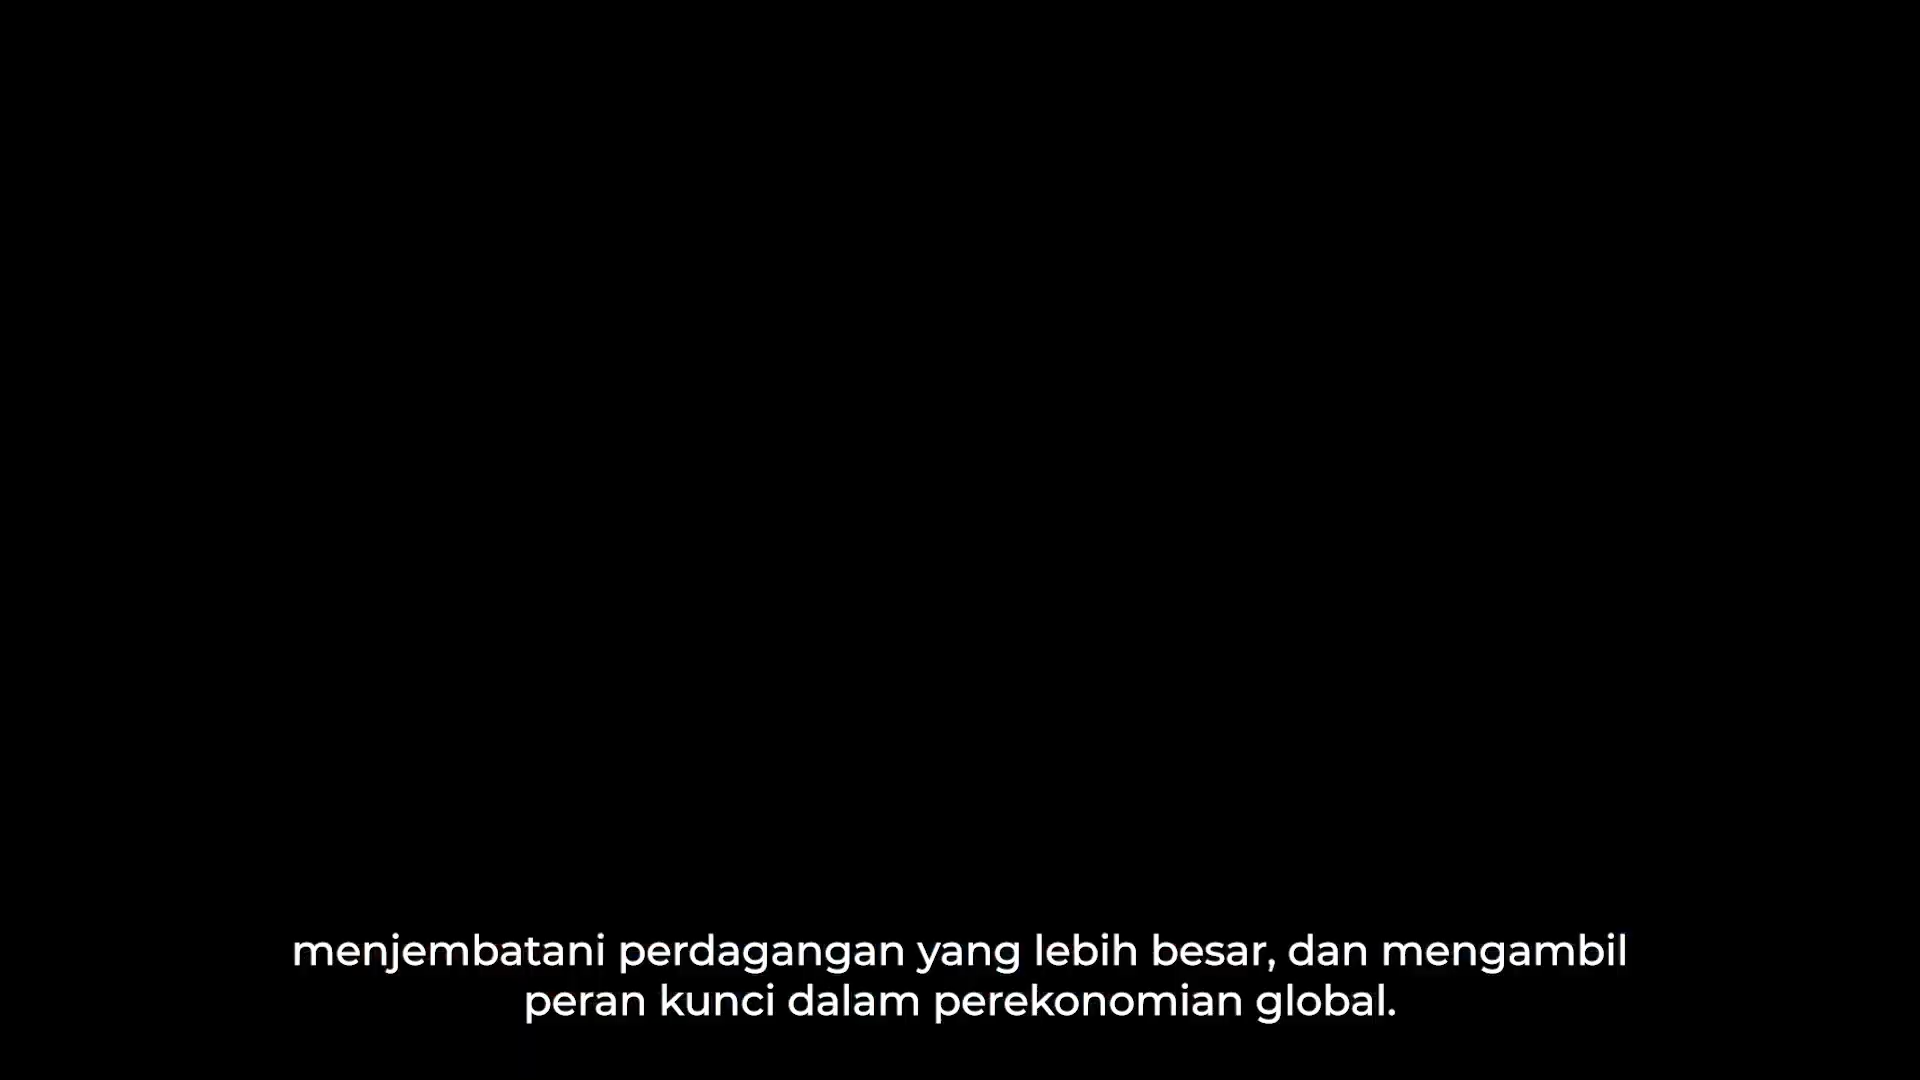 menjembatani perdagangan yang lebih besar, dan mengambil
peran kunci dalam perekonomian global.